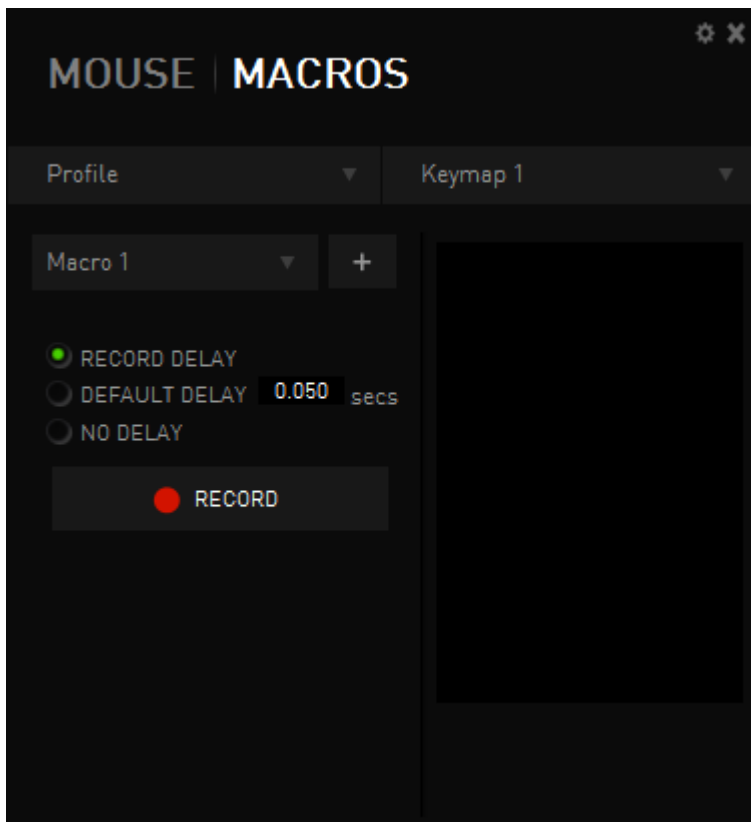 MOUSE | MACROS
Profile
Keymap 1
Macro 1
+
RECORD DELAY
DEFAULT DELAY 0.050 secs
NO DELAY
RECORD